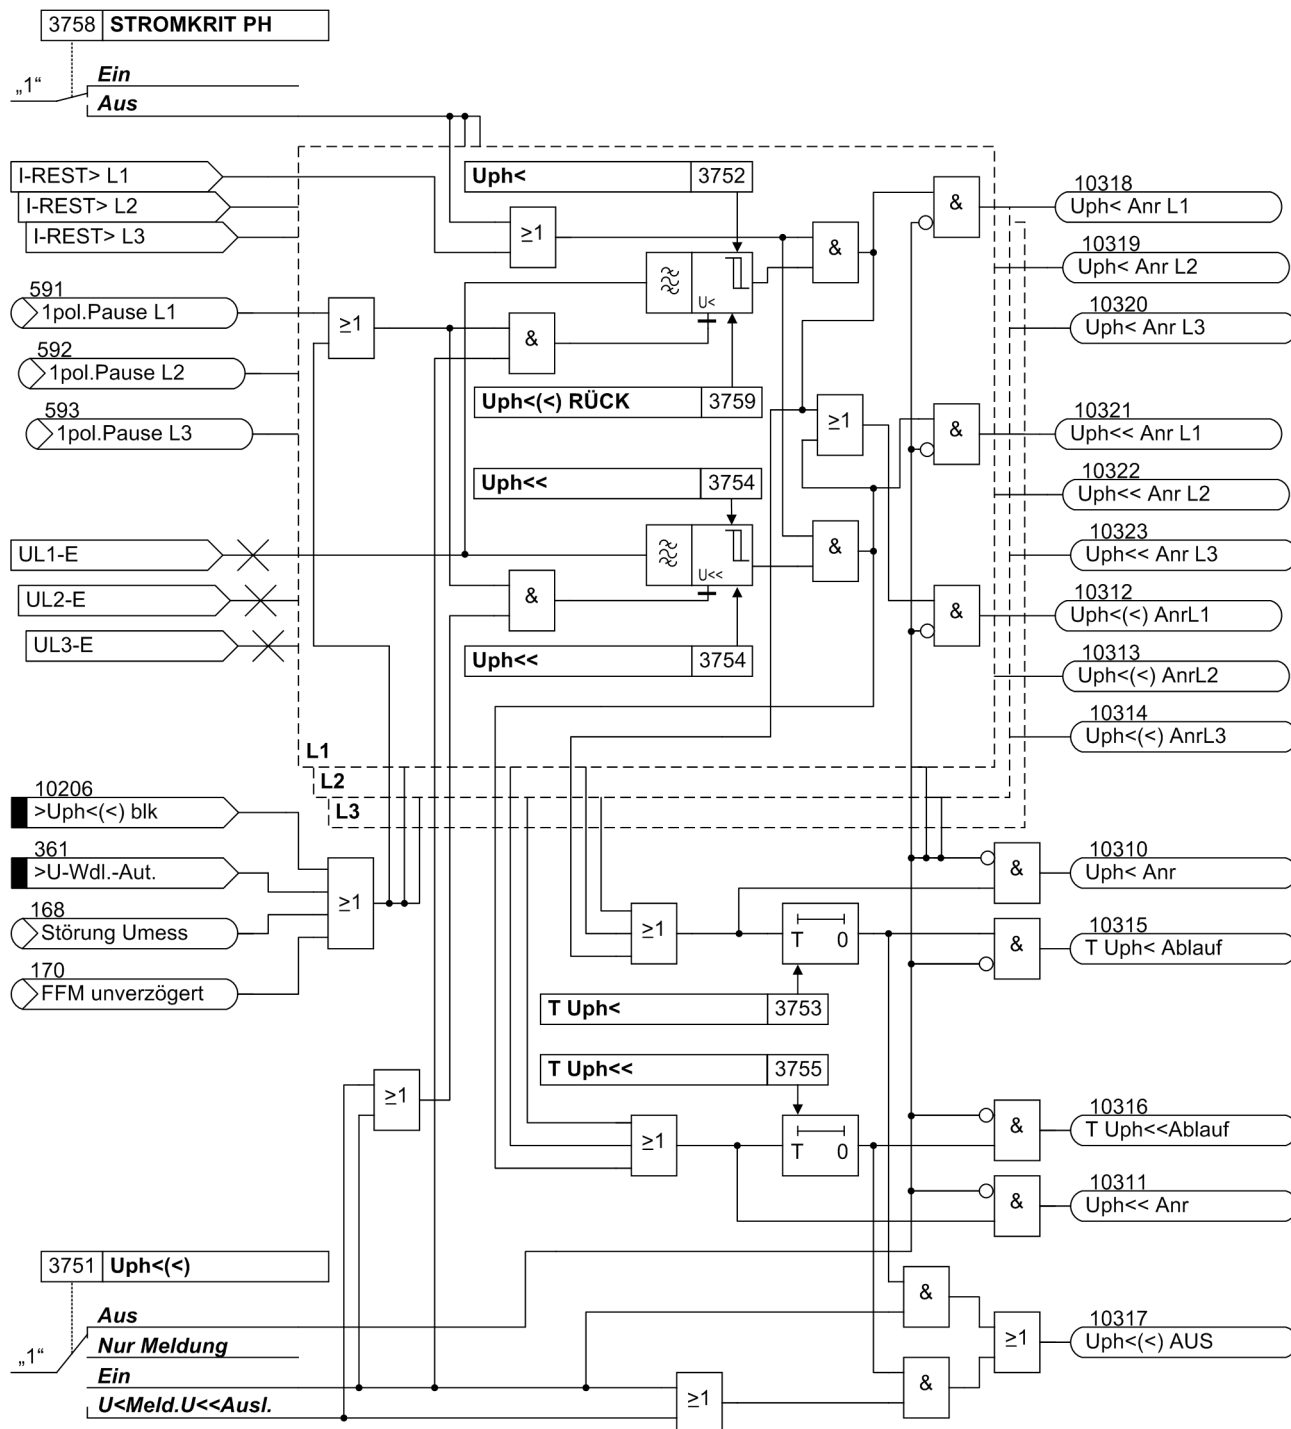 3758 STROMKRIT PH
Ein
„1“
Aus
I-REST> L1
I-REST> L2
I-REST> L3
591
1pol.Pause L1
592
1pol.Pause L2
593
1pol.Pause L3
UL1-E
UL2-E
UL3-E
10206
>Uph<(<) blk
361
>U-Wdl.-Aut.
168
Störung Umess
170
FFM unverzögert
≥1
≥1
≥1
≥1
&
&
Uph< 3752
U<
Uph<(<) RÜCK 3759
Uph<< 3754
U<<
Uph<< 3754
&
&
≥1
&
&
&
L1
L2
L3
≥1
T 0
T Uph< 3753
T Uph<< 3755
≥1
T 0
&
&
&
&
3751 Uph<(<)
Aus
Nur Meldung
„1“
Ein
U<Meld.U<<Ausl.
≥1
&
&
≥1
10318
Uph< Anr L1
10319
Uph< Anr L2
10320
Uph< Anr L3
10321
Uph<< Anr L1
10322
Uph<< Anr L2
10323
Uph<< Anr L3
10312
Uph<(<) AnrL1
10313
Uph<(<) AnrL2
10314
Uph<(<) AnrL3
10310
Uph< Anr
10315
T Uph< Ablauf
10316
T Uph<<Ablauf
10311
Uph<< Anr
10317
Uph<(<) AUS